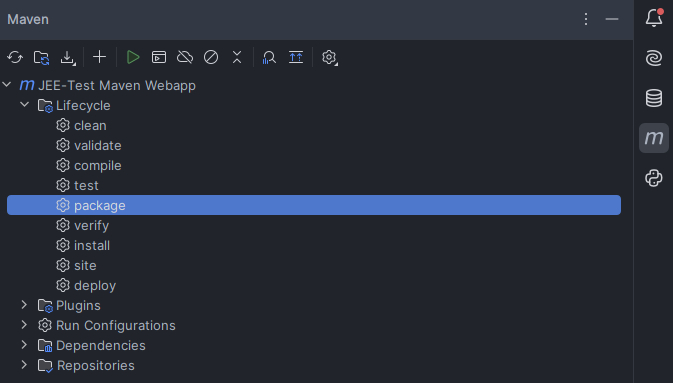 Maven
m JEE-Test Maven Webapp
Lifecycle
clean
validate
compile
test
package
verify
install
site
deploy
Plugins
Run Configurations
Dependencies
Repositories
m